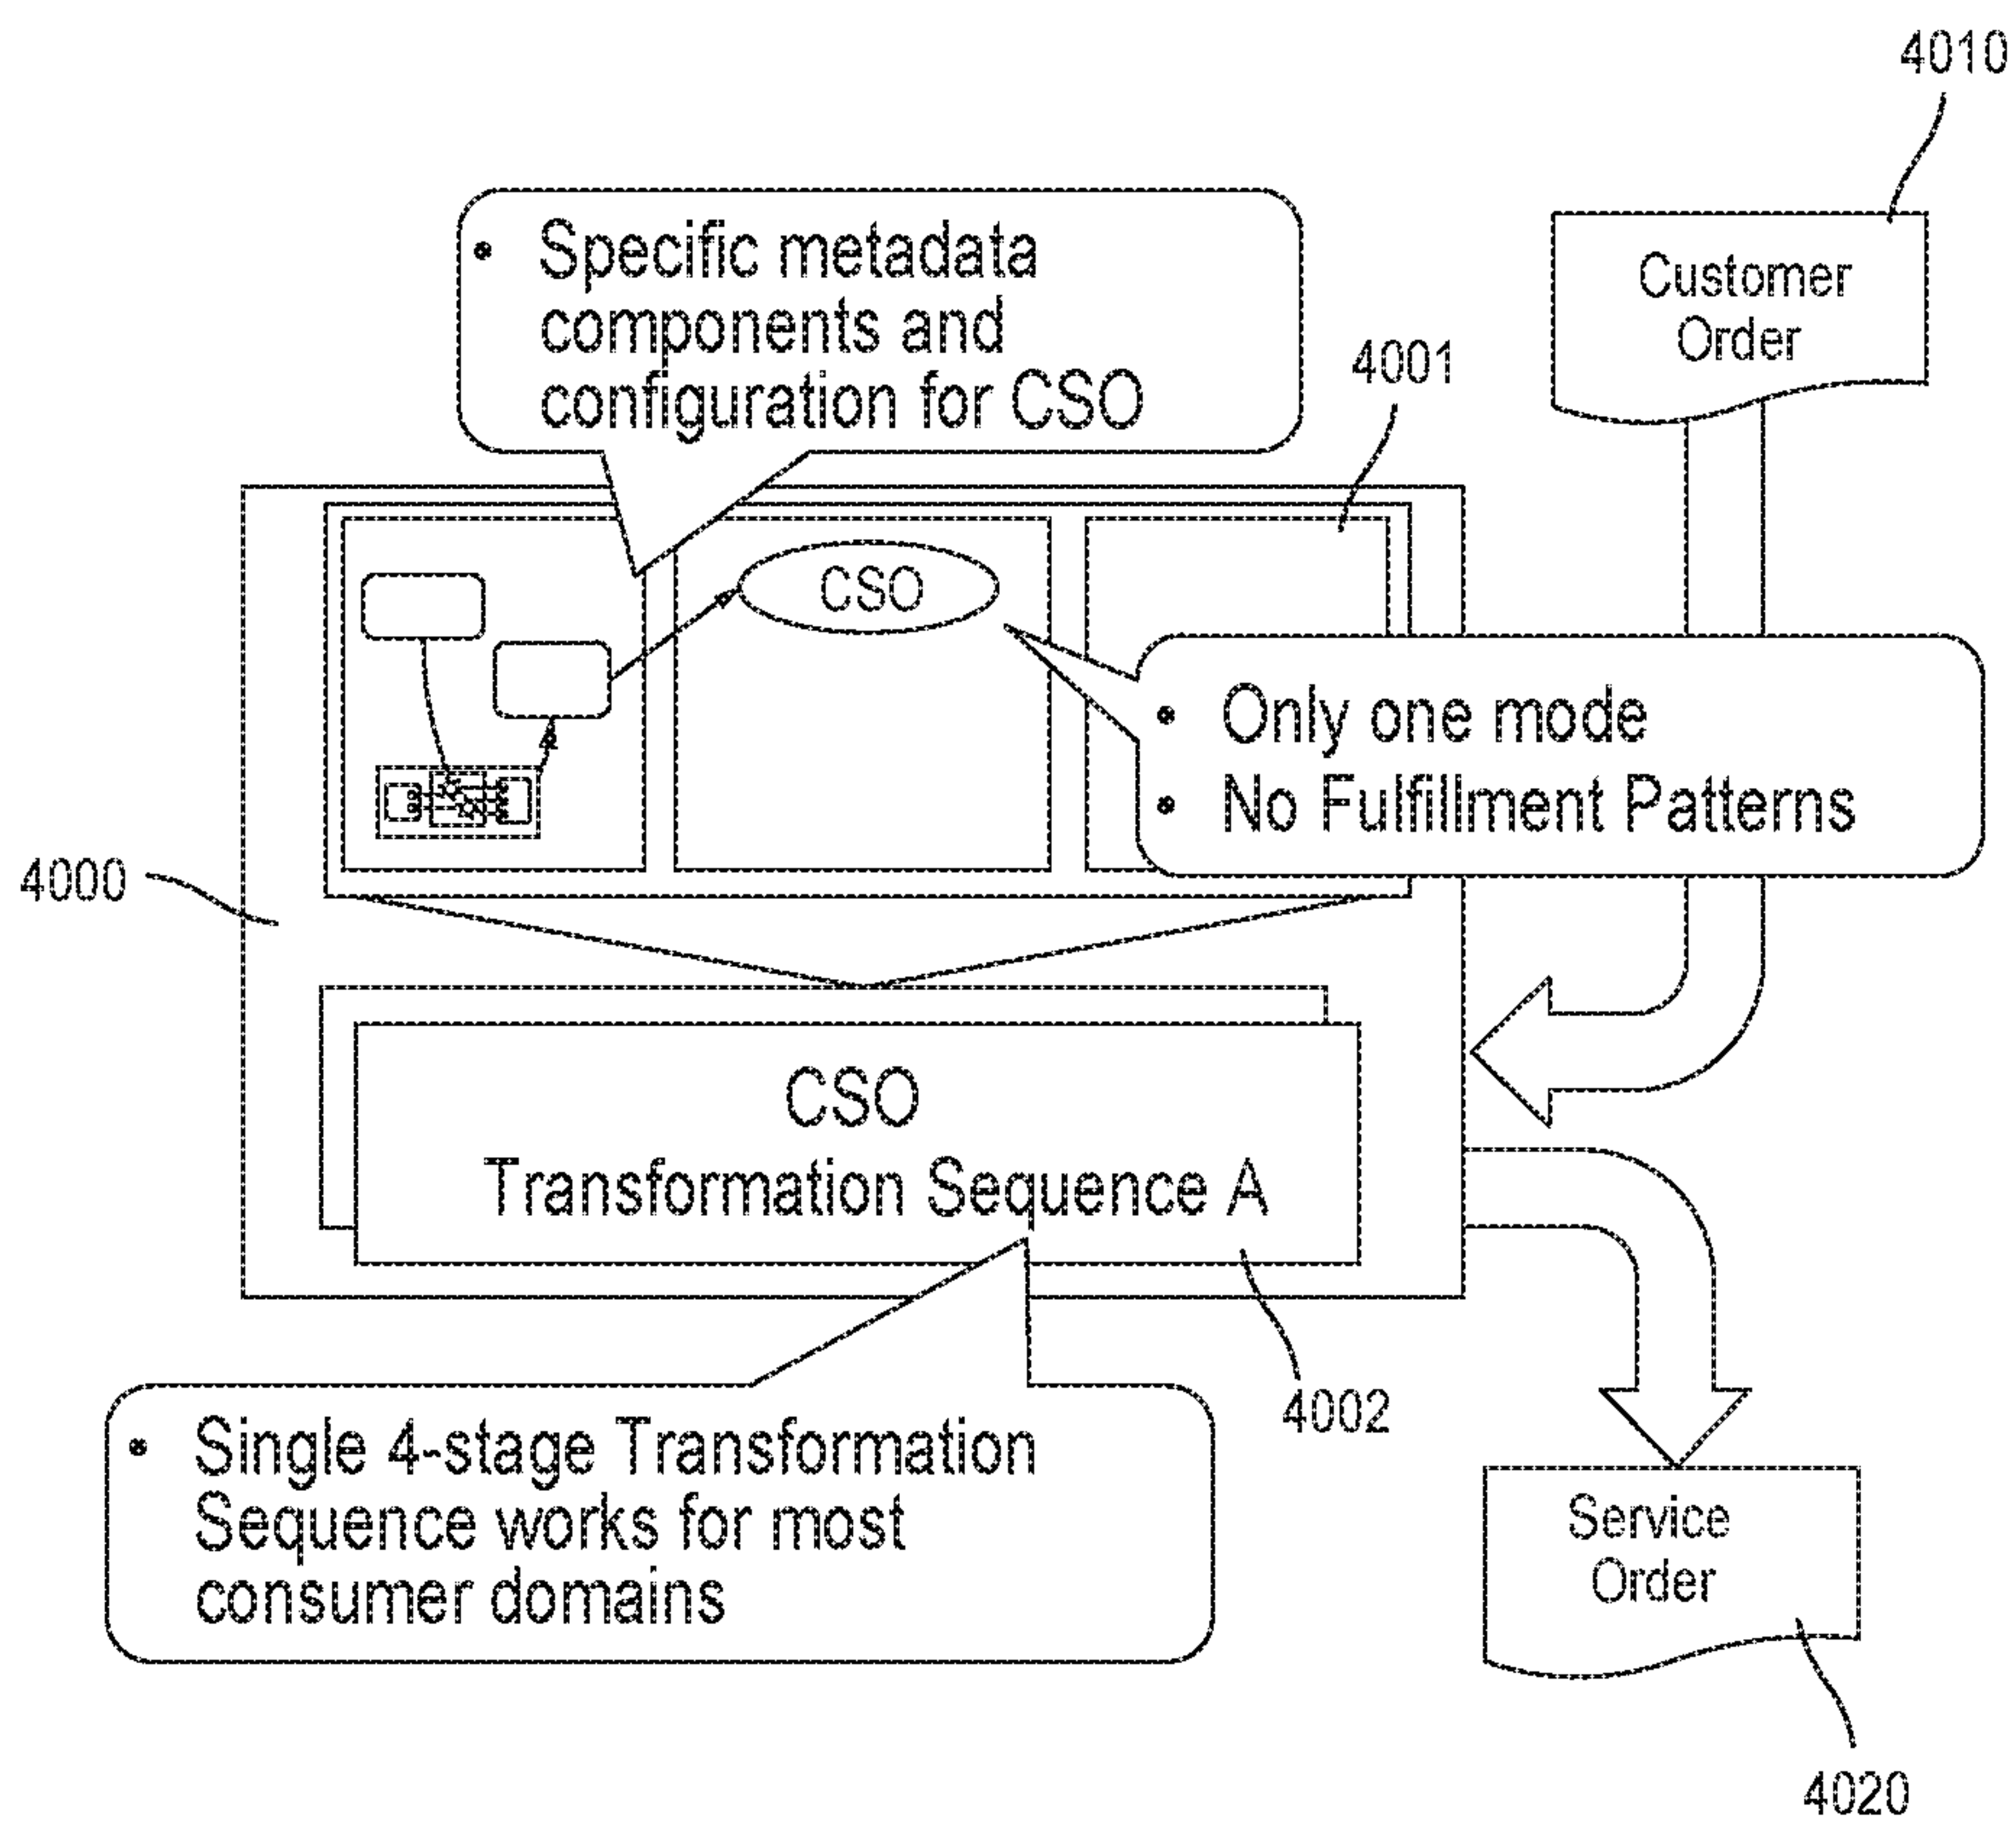 4010
• Specific metadata
components and
configuration for CSO
Customer
Order
4001
CSO
• Only one mode
• No Fulfillment Patterns
4000
CSO
Transformation Sequence A
4002
• Single 4-stage Transformation
Sequence works for most
consumer domains
Service
Order
4020